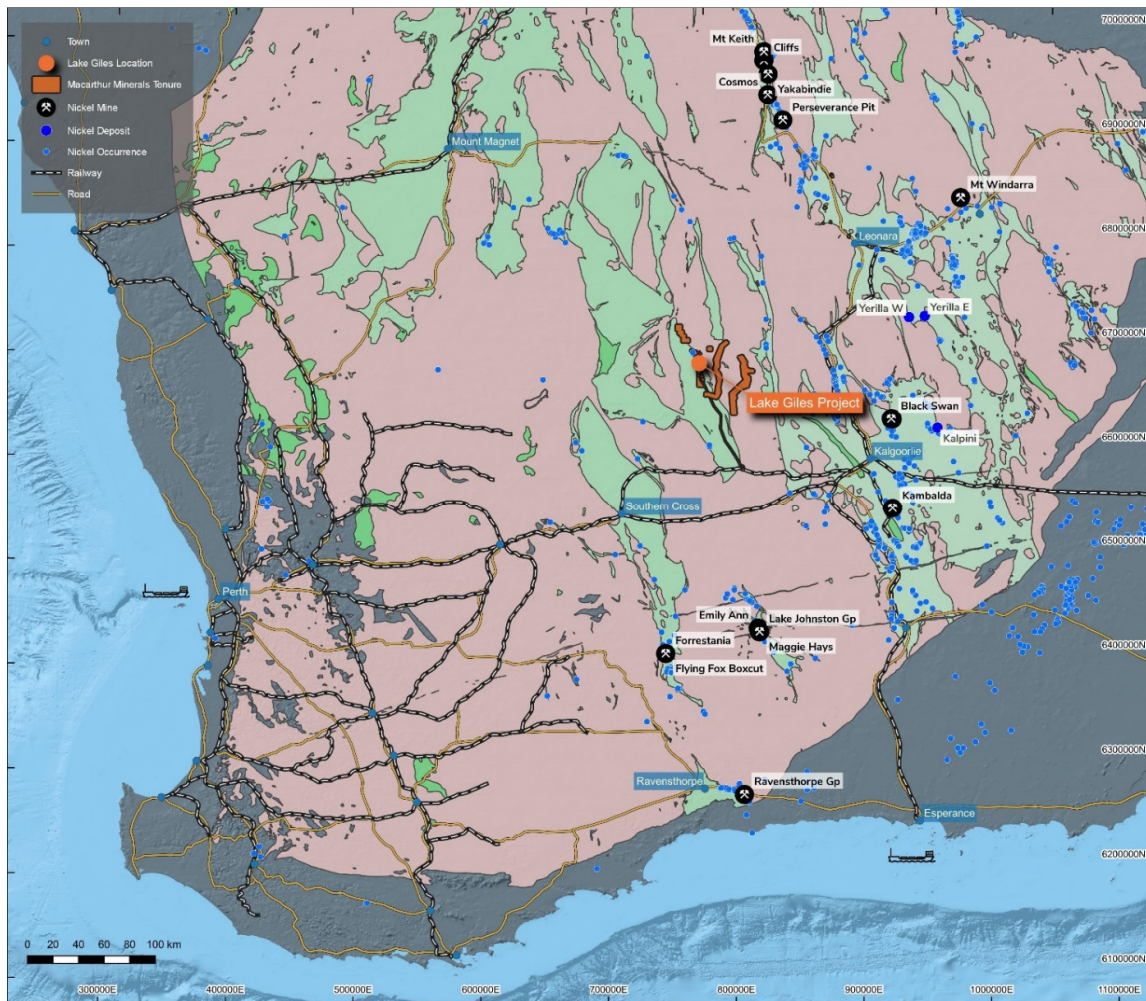 Town
Lake Giles Location
Macarthur Minerals Tenure
Nickel Mine
Nickel Deposit
Nickel Occurrence
Railway
Road
7000000N
Mt Keith
Cliffs
Cosmos
Yakabindie
Perseverance Pit
6900000N
Mount Magnet
Mt Windarra
6800000N
Leonara
Yerilla W
Yerilla E
6700000N
Lake Giles Project
Black Swan
Kalpini
6600000N
Kalgoorlie
Southern Cross
Kambalda
6500000N
Perth
Emily Ann
Lake Johnston Gp
Forrestania
Maggie Hays
6400000N
Flying Fox Boxcut
6300000N
Ravensthorpe
Ravensthorpe Gp
Esperance
6200000N
0 20 40 60 80 100 km
6100000N
300000E
400000E
500000E
600000E
700000E
800000E
900000E
1000000E
1100000E